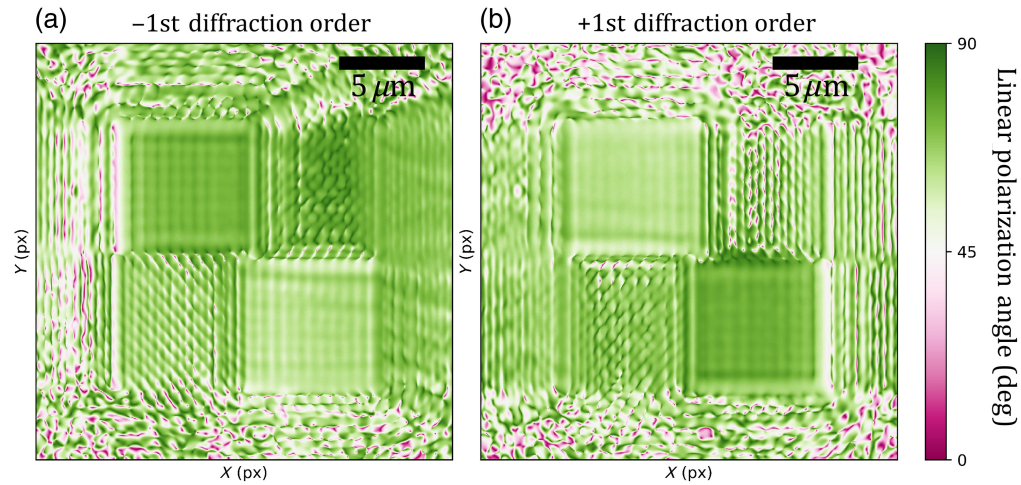 (a)
−1st diffraction order
5 μm
Y (px)
X (px)
(b)
+1st diffraction order
5 μm
Y (px)
X (px)
90
45
0
Linear polarization angle (deg)